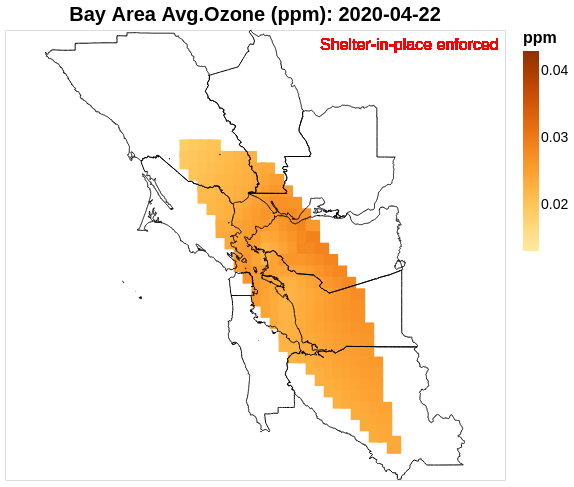 Bay Area Avg.Ozone (ppm): 2020-04-22
Shelter-in-place enforced
ppm
0.04
0.03
0.02